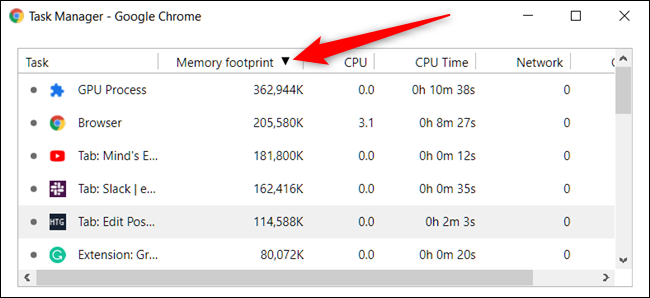 Task Manager - Google Chrome
Task Memory footprint ▼ CPU CPU Time Network
GPU Process 362,944K 0.0 0h 10m 38s 0
Browser 205,580K 3.1 0h 8m 27s 0
Tab: Mind's E... 181,800K 0.0 0h 0m 12s 0
Tab: Slack | e... 162,416K 0.0 0h 0m 35s 0
HTG Tab: Edit Pos... 114,588K 0.0 0h 2m 3s 0
Extension: Gr... 80,072K 0.0 0h 0m 20s 0